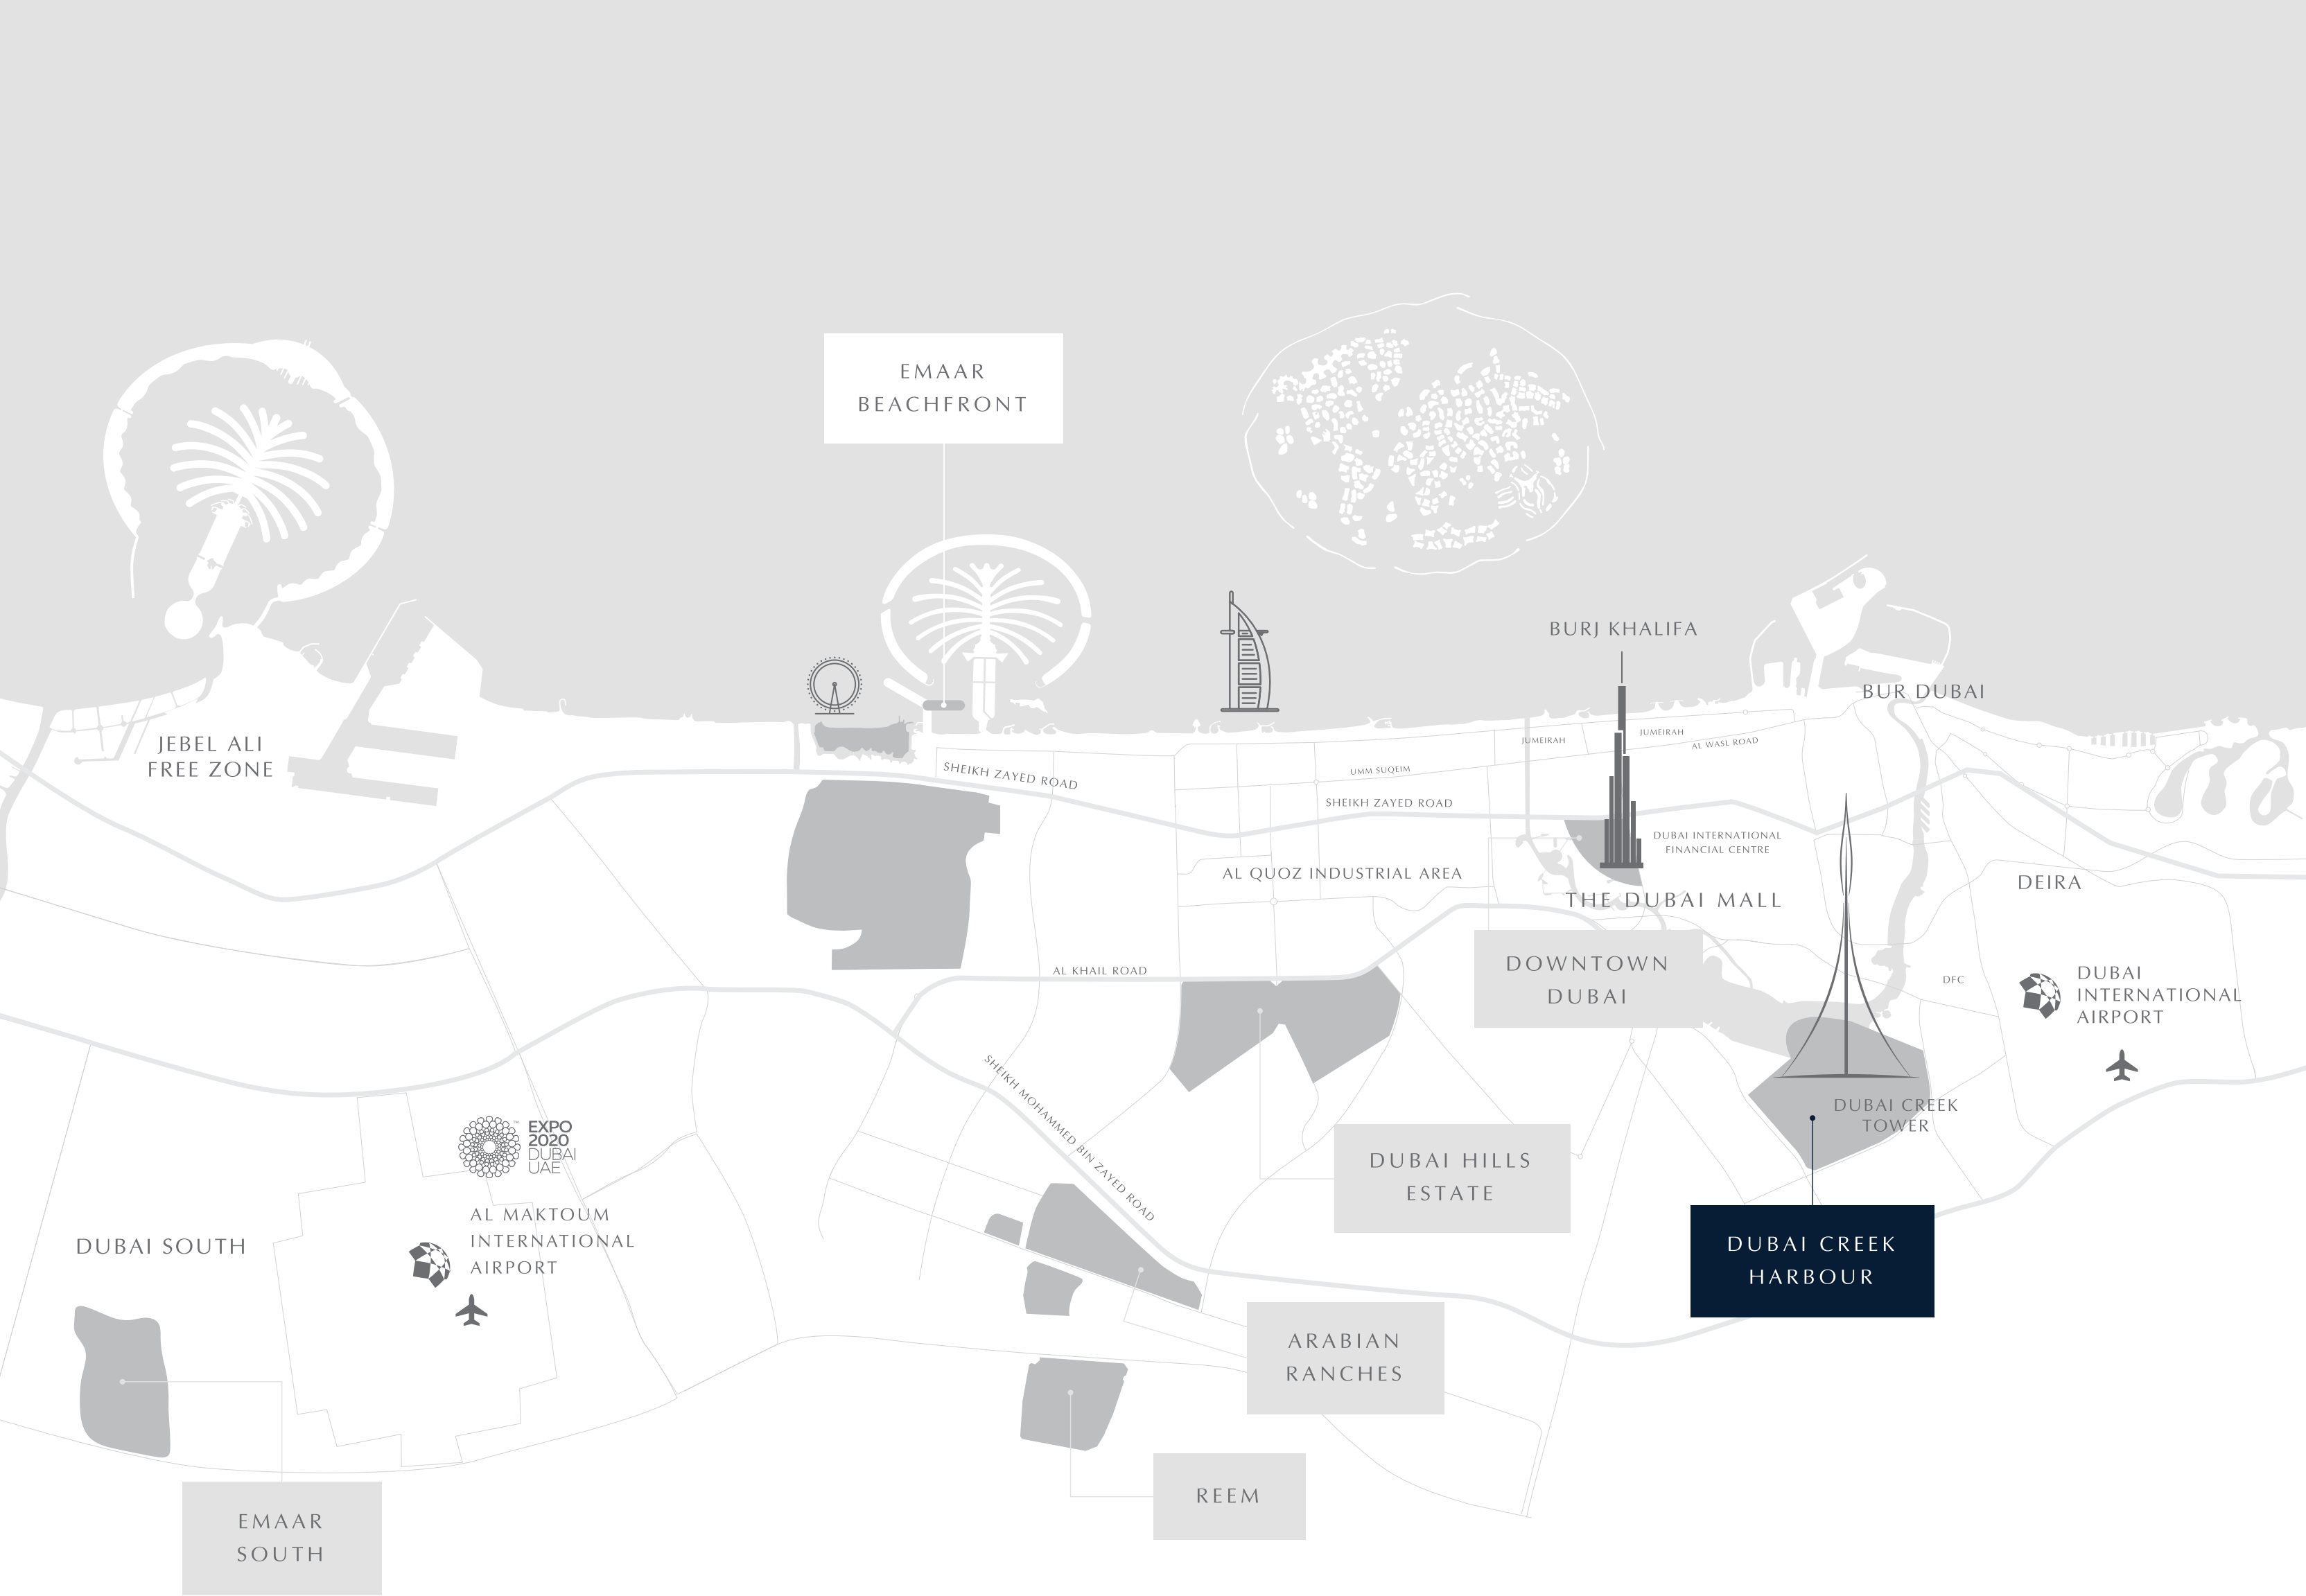 EMAAR
BEACHFRONT
BURJ KHALIFA
BUR DUBAI
JEBEL ALI
FREE ZONE
SHEIKH ZAYED ROAD
UMM SUQEIM
JUMEIRAH
JUMEIRAH
AL WASL ROAD
SHEIKH ZAYED ROAD
DUBAI INTERNATIONAL
FINANCIAL CENTRE
AL QUOZ INDUSTRIAL AREA
THE DUBAI MALL
DEIRA
DOWNTOWN
DUBAI
AL KHAIL ROAD
DFC
DUBAI
INTERNATIONAL
AIRPORT
SHEIKH MOHAMMED BIN ZAYED ROAD
DUBAI CREEK
TOWER
EXPO
2020
DUBAI
UAE
™
DUBAI HILLS
ESTATE
AL MAKTOUM
INTERNATIONAL
AIRPORT
DUBAI SOUTH
DUBAI CREEK
HARBOUR
ARABIAN
RANCHES
REEM
EMAAR
SOUTH